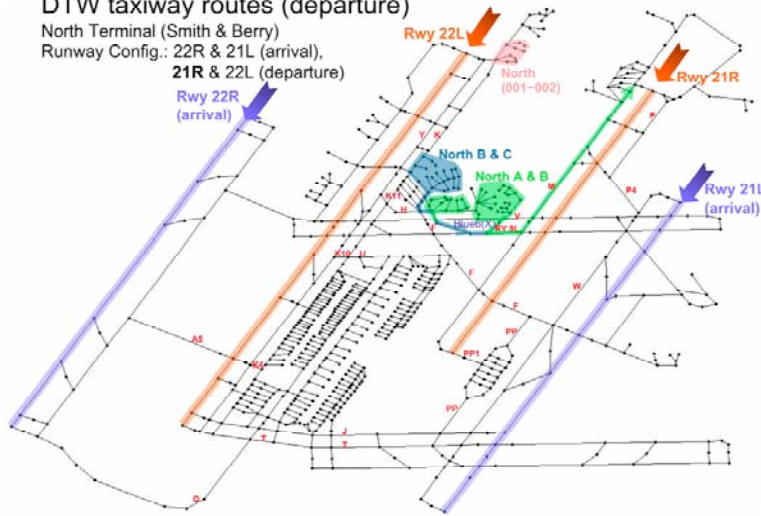 DTW taxiway routes (departure)
North Terminal (Smith & Berry)
Runway Config.: 22R & 21L (arrival),
21R & 22L (departure)
Rwy 22L
North
(001-002)
Rwy 21R
Rwy 22R
(arrival)
P
Y K
North B & C
North A & B
Rwy 21L
(arrival)
M
P4
K11
H
V
F
RY 9L
K10 U
F
W
F
PP
A5
PP1
K4
PP
J
T
T
Q